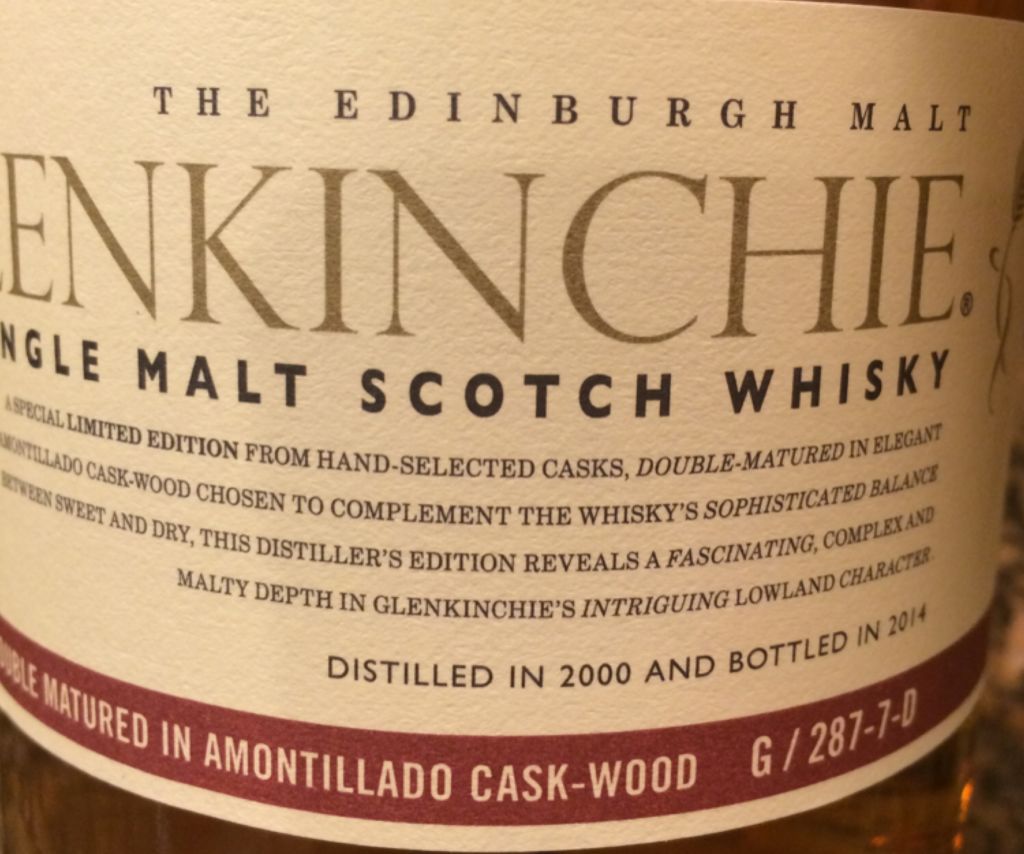 THE EDINBURGH MALT
ENKINCHIE®
NGLE MALT SCOTCH WHISKY
A SPECIAL LIMITED EDITION FROM HAND-SELECTED CASKS, DOUBLE-MATURED IN ELEGANT
AMONTILLADO CASK-WOOD CHOSEN TO COMPLEMENT THE WHISKY'S SOPHISTICATED BALANCE
BETWEEN SWEET AND DRY, THIS DISTILLER'S EDITION REVEALS A FASCINATING, COMPLEX AND
MALTY DEPTH IN GLENKINCHIE'S INTRIGUING LOWLAND CHARACTER.
DISTILLED IN 2000 AND BOTTLED IN 2014
OUBLE MATURED IN AMONTILLADO CASK-WOOD G / 287-7-D